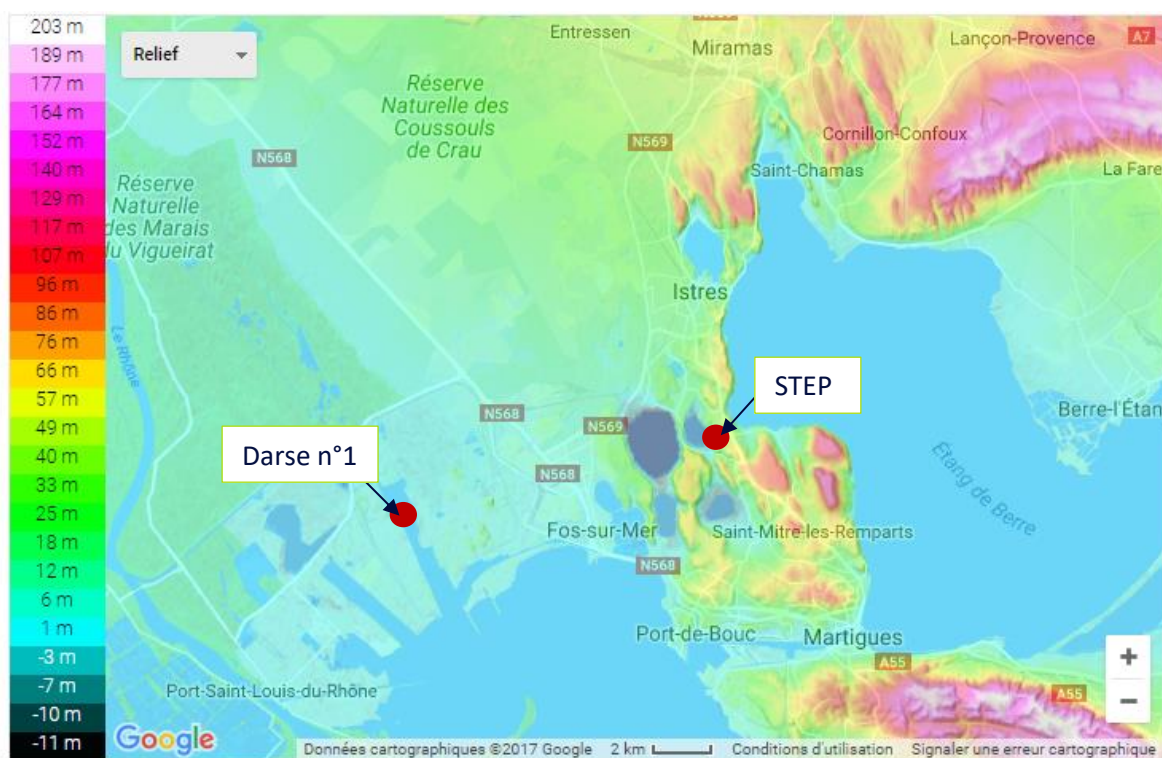 203 m
189 m
177 m
164 m
152 m
140 m
129 m
117 m
107 m
96 m
86 m
76 m
66 m
57 m
49 m
40 m
33 m
25 m
18 m
12 m
6 m
1 m
-3 m
-7 m
-10 m
-11 m
Relief
Entressen
Miramas
Lançon-Provence
A7
Réserve
Naturelle des
Coussouls
de Crau
N568
N569
Cornillon-Confoux
Saint-Chamas
La Fare
Réserve
Naturelle
des Marais
du Vigueirat
Le Rhône
Istres
STEP
Berre-l'Étan
N568
N569
Darse n°1
N568
Étang de Berre
Fos-sur-Mer
Saint-Mitre-les-Remparts
N568
Port-de-Bouc
Martigues
A55
A55
Port-Saint-Louis-du-Rhône
+
−
Google
Données cartographiques ©2017 Google 2 km Conditions d'utilisation Signaler une erreur cartographique